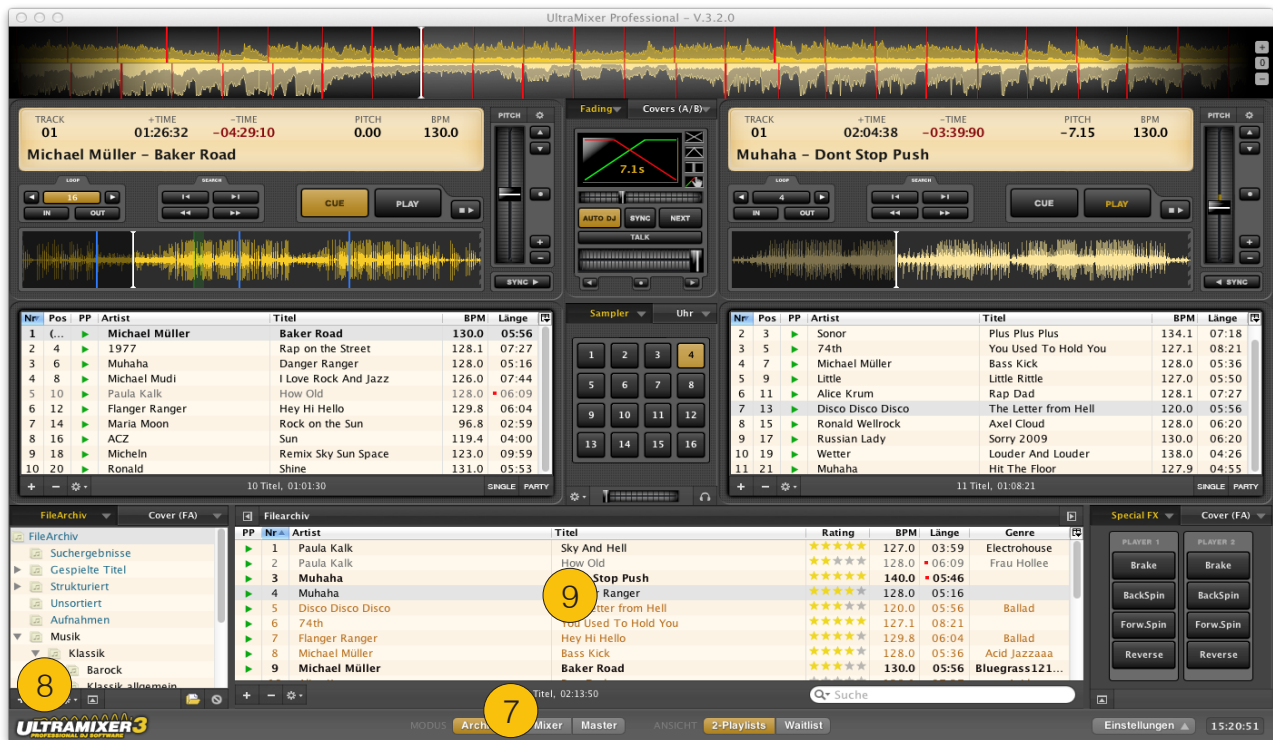 UltraMixer Professional – V.3.2.0
+
0
−
TRACK +TIME -TIME PITCH BPM
01 01:26:32 -04:29:10 0.00 130.0
Michael Müller – Baker Road
LOOP SEARCH
16
IN OUT
CUE PLAY
PITCH
SYNC
Fading Covers (A/B)
7.1s
AUTO DJ SYNC NEXT
TALK
TRACK +TIME -TIME PITCH BPM
01 02:04:38 -03:39:90 -7.15 130.0
Muhaha – Dont Stop Push
LOOP SEARCH
4
IN OUT
CUE PLAY
PITCH
SYNC
Nr Pos PP Artist Titel BPM Länge
1 (... Michael Müller Baker Road 130.0 05:56
2 4 1977 Rap on the Street 128.1 07:27
3 6 Muhaha Danger Ranger 128.0 05:16
4 8 Michael Mudi I Love Rock And Jazz 126.0 07:44
5 10 Paula Kalk How Old 128.0 06:09
6 12 Flanger Ranger Hey Hi Hello 129.8 06:04
7 14 Maria Moon Rock on the Sun 96.8 02:59
8 16 ACZ Sun 119.4 04:00
9 18 Micheln Remix Sky Sun Space 123.0 09:59
10 20 Ronald Shine 131.0 05:53
+ − 10 Titel, 01:01:30 SINGLE PARTY
Sampler Uhr
1 2 3 4
5 6 7 8
9 10 11 12
13 14 15 16
Nr Pos PP Artist Titel BPM Länge
2 3 Sonor Plus Plus Plus 134.1 07:18
3 5 74th You Used To Hold You 127.1 08:21
4 7 Michael Müller Bass Kick 128.0 05:36
5 9 Little Little Rittle 127.0 05:50
6 11 Alice Krum Rap Dad 128.1 07:27
7 13 Disco Disco Disco The Letter from Hell 120.0 05:56
8 15 Ronald Wellrock Axel Cloud 128.0 06:20
9 17 Russian Lady Sorry 2009 130.0 06:20
10 19 Wetter Louder And Louder 138.0 04:26
11 21 Muhaha Hit The Floor 127.9 04:55
+ − 11 Titel, 01:08:21 SINGLE PARTY
FileArchiv Cover (FA)
FileArchiv
Suchergebnisse
Gespielte Titel
Strukturiert
Unsortiert
Aufnahmen
Musik
Klassik
Barock
Klassik allgemein
8
Filearchiv
PP Nr Artist Titel Rating BPM Länge Genre
1 Paula Kalk Sky And Hell 127.0 03:59 Electrohouse
2 Paula Kalk How Old 128.0 06:09 Frau Hollee
3 Muhaha Stop Push 140.0 05:46
4 Muhaha Ranger 128.0 05:16
5 Disco Disco Disco etter from Hell 120.0 05:56 Ballad
6 74th You Used To Hold You 127.1 08:21
7 Flanger Ranger Hey Hi Hello 129.8 06:04 Ballad
8 Michael Müller Bass Kick 128.0 05:36 Acid Jazzaaa
9 Michael Müller Baker Road 130.0 05:56 Bluegrass121...
9
+ − Titel, 02:13:50 Suche
Special FX Cover (FA)
PLAYER 1 PLAYER 2
Brake Brake
BackSpin BackSpin
Forw.Spin Forw.Spin
Reverse Reverse
ULTRAMIXER 3
PROFESSIONAL DJ SOFTWARE
MODUS Archi 7 Mixer Master ANSICHT 2-Playlists Waitlist Einstellungen 15:20:51